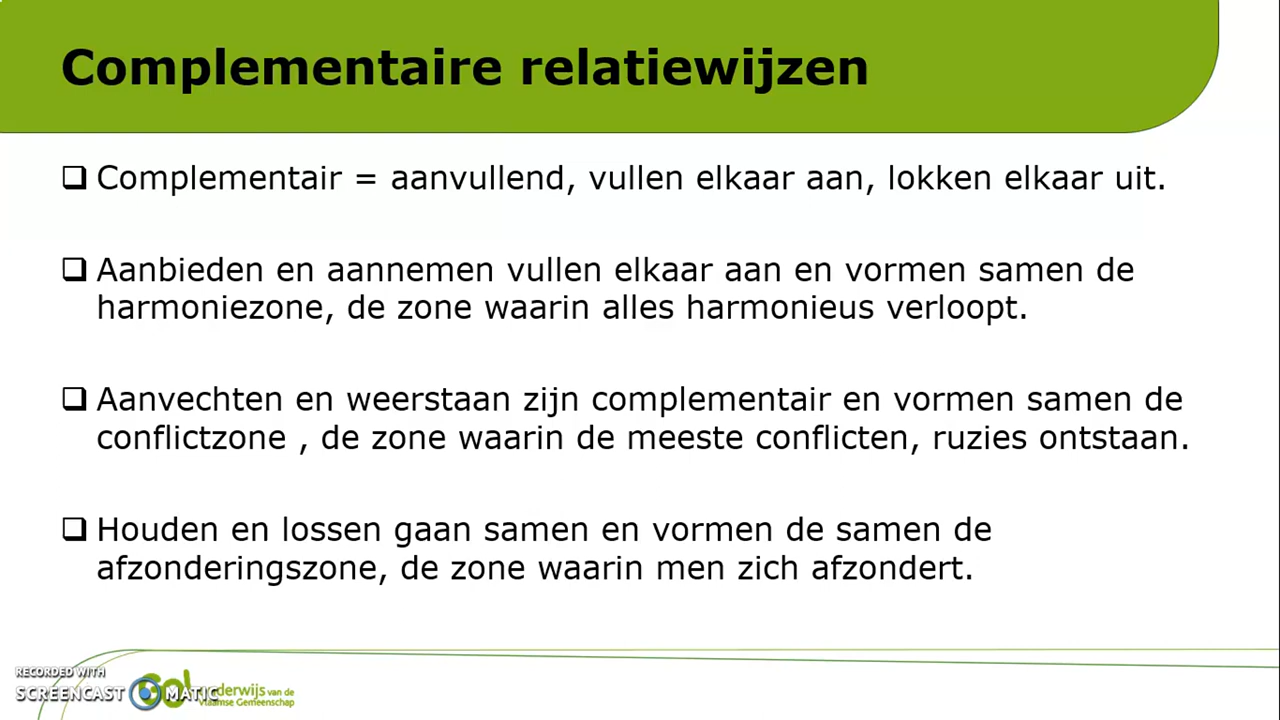 Complementaire relatiewijzen
❑ Complementair = aanvullend, vullen elkaar aan, lokken elkaar uit.
❑ Aanbieden en aannemen vullen elkaar aan en vormen samen de
harmoniezone, de zone waarin alles harmonieus verloopt.
❑ Aanvechten en weerstaan zijn complementair en vormen samen de
conflictzone , de zone waarin de meeste conflicten, ruzies ontstaan.
❑ Houden en lossen gaan samen en vormen de samen de
afzonderingszone, de zone waarin men zich afzondert.
RECORDED WITH
SCREENCAST MATIC
van de
Vlaamse Gemeenschap